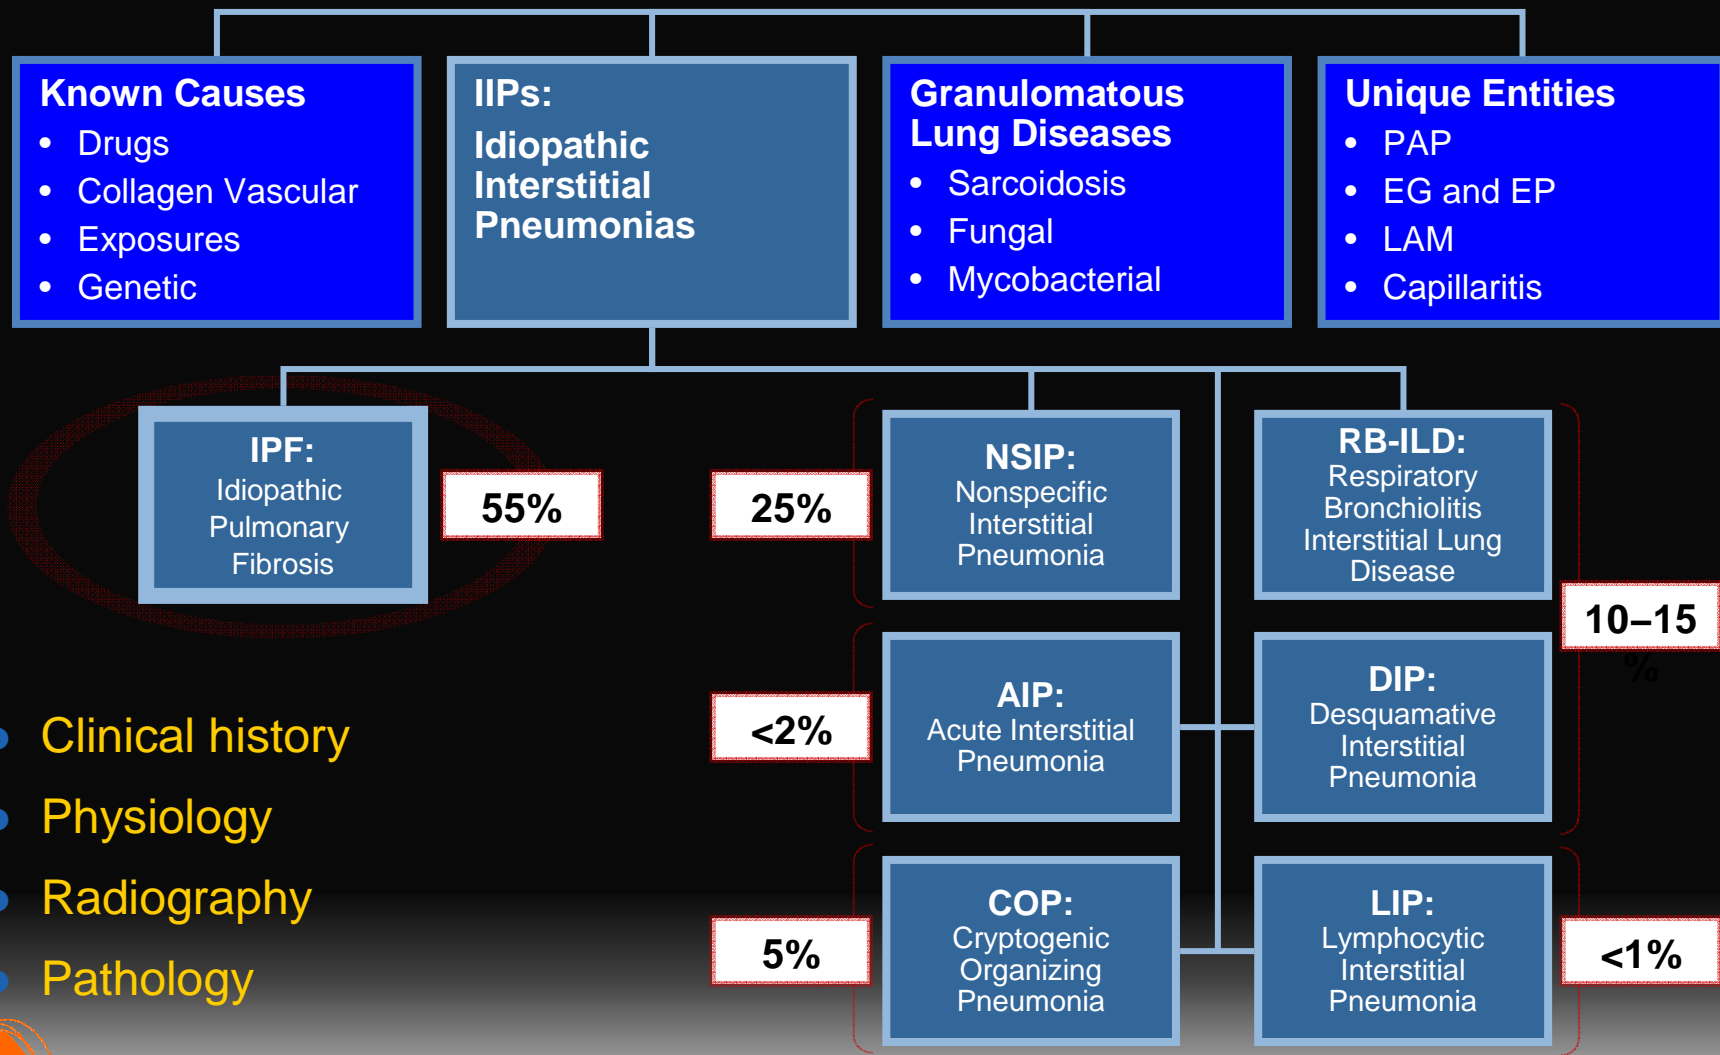 Known Causes
• Drugs
• Collagen Vascular
• Exposures
• Genetic
IIPs:
Idiopathic
Interstitial
Pneumonias
Granulomatous
Lung Diseases
• Sarcoidosis
• Fungal
• Mycobacterial
Unique Entities
• PAP
• EG and EP
• LAM
• Capillaritis
IPF:
Idiopathic
Pulmonary
Fibrosis
55%
25%
NSIP:
Nonspecific
Interstitial
Pneumonia
RB-ILD:
Respiratory
Bronchiolitis
Interstitial Lung
Disease
10–15
%
<2%
AIP:
Acute Interstitial
Pneumonia
DIP:
Desquamative
Interstitial
Pneumonia
5%
COP:
Cryptogenic
Organizing
Pneumonia
LIP:
Lymphocytic
Interstitial
Pneumonia
<1%
• Clinical history
• Physiology
• Radiography
• Pathology